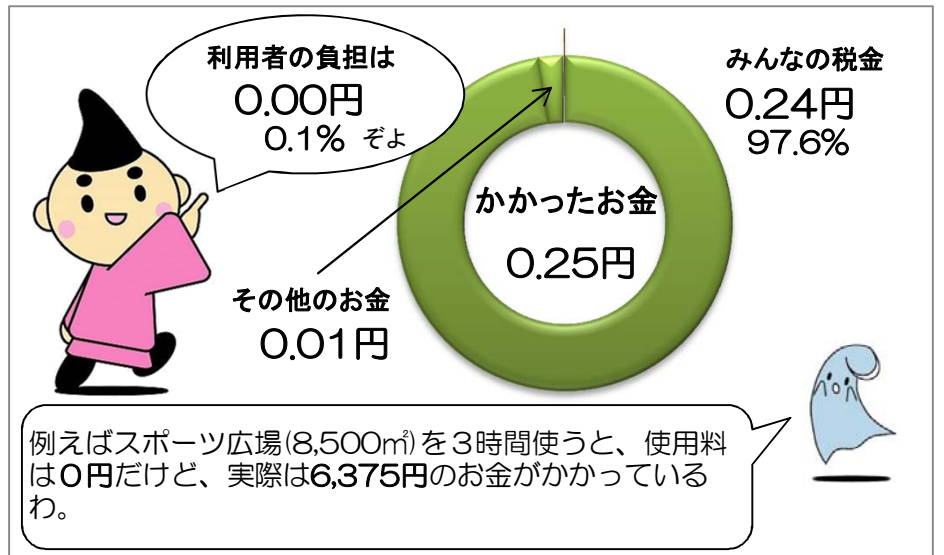 利用者の負担は
0.00円
0.1% ぞよ
みんなの税金
0.24円
97.6%
かかったお金
0.25円
その他のお金
0.01円
例えばスポーツ広場(8,500㎡)を３時間使うと、使用料
は０円だけど、実際は6,375円のお金がかかっている
わ。